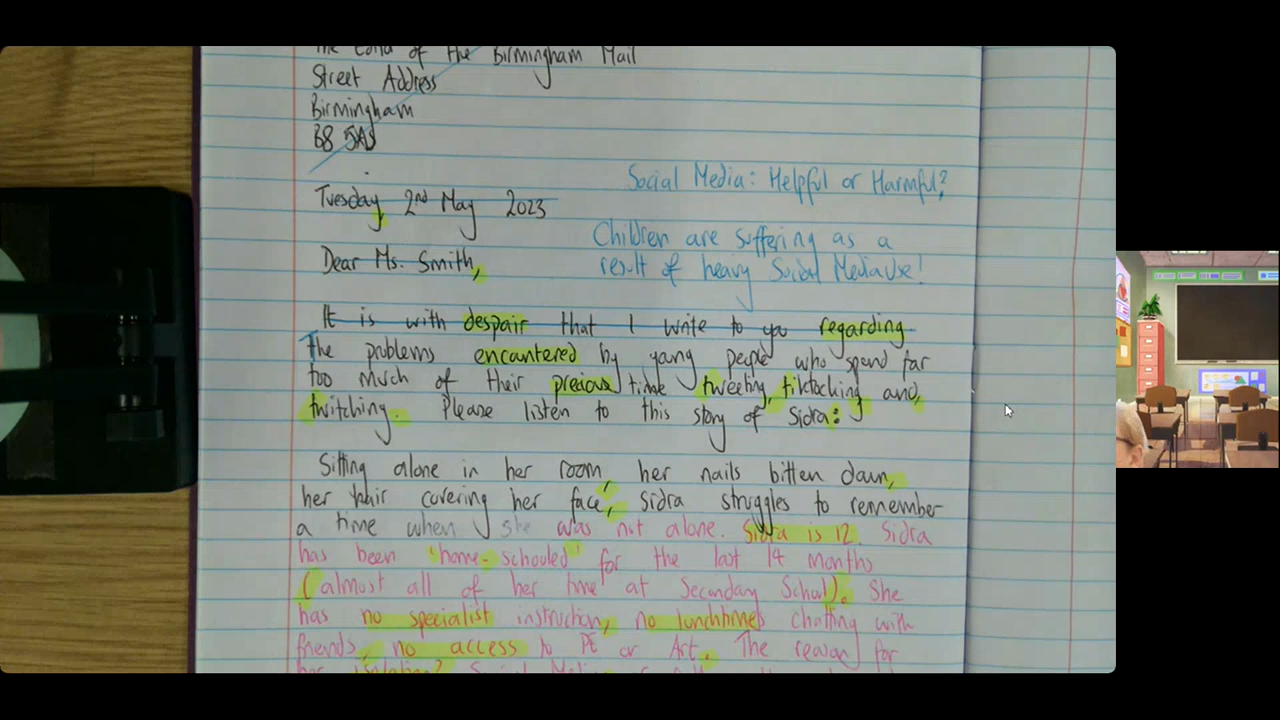 The Editor of the Birmingham Mail
Street Address
Birmingham
B8 5AS
Social Media: Helpful or Harmful?
Tuesday, 2nd May 2023
Children are suffering as a
result of heavy Social Media Use!
Dear Ms. Smith,
It is with despair that I write to you regarding
The problems encountered by young people who spend far
too much of their precious time tweeting, tiktocking and,
twitching. Please listen to this story of Sidra:
Sitting alone in her room, her nails bitten down,
her hair covering her face, Sidra struggles to remember
a time when she was not alone. Sidra is 12. Sidra
has been 'home-schooled' for the last 14 months
(almost all of her time at Secondary School). She
has no specialist instruction, no lunchtimes chatting with
friends, no access to PE or Art. The reason for
her isolation? Social Media